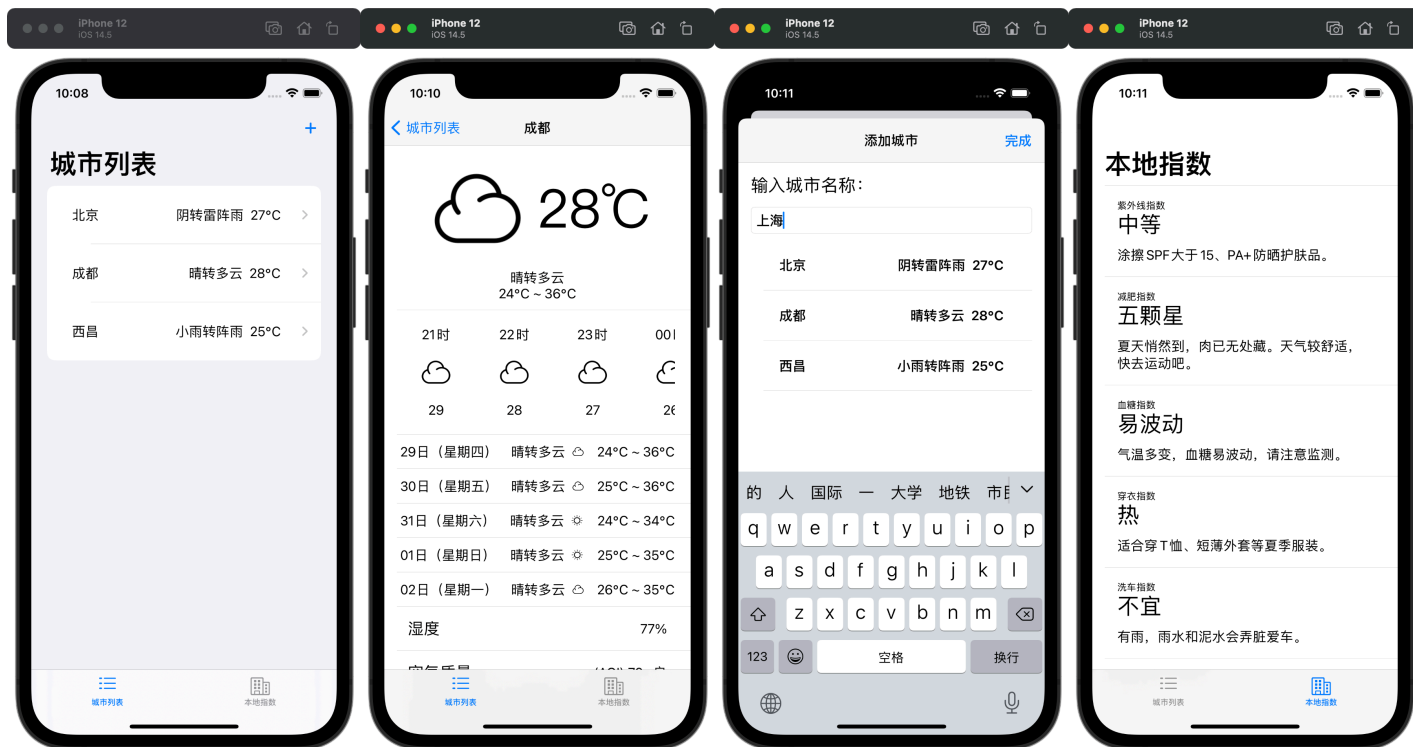 iPhone 12
iOS 14.5
10:08
+
城市列表
北京 阴转雷阵雨 27°C
成都 晴转多云 28°C
西昌 小雨转阵雨 25°C
城市列表 本地指数
iPhone 12
iOS 14.5
10:10
城市列表 成都
28℃
晴转多云
24°C ~ 36°C
21时 22时 23时 00
29 28 27 26
29日（星期四） 晴转多云 24°C ~ 36°C
30日（星期五） 晴转多云 25°C ~ 36°C
31日（星期六） 晴转多云 24°C ~ 34°C
01日（星期日） 晴转多云 25°C ~ 35°C
02日（星期一） 晴转多云 26°C ~ 35°C
湿度 77%
城市列表 本地指数
iPhone 12
iOS 14.5
10:11
添加城市 完成
输入城市名称：
上海
北京 阴转雷阵雨 27°C
成都 晴转多云 28°C
西昌 小雨转阵雨 25°C
的 人 国际 一 大学 地铁
q w e r t y u i o p
a s d f g h j k l
z x c v b n m
123 空格 换行
iPhone 12
iOS 14.5
10:11
本地指数
紫外线指数
中等
涂擦SPF大于15、PA+防晒护肤品。
减肥指数
五颗星
夏天悄然到，肉已无处藏。天气较舒适，
快去运动吧。
血糖指数
易波动
气温多变，血糖易波动，请注意监测。
穿衣指数
热
适合穿T恤、短薄外套等夏季服装。
洗车指数
不宜
有雨，雨水和泥水会弄脏爱车。
城市列表 本地指数